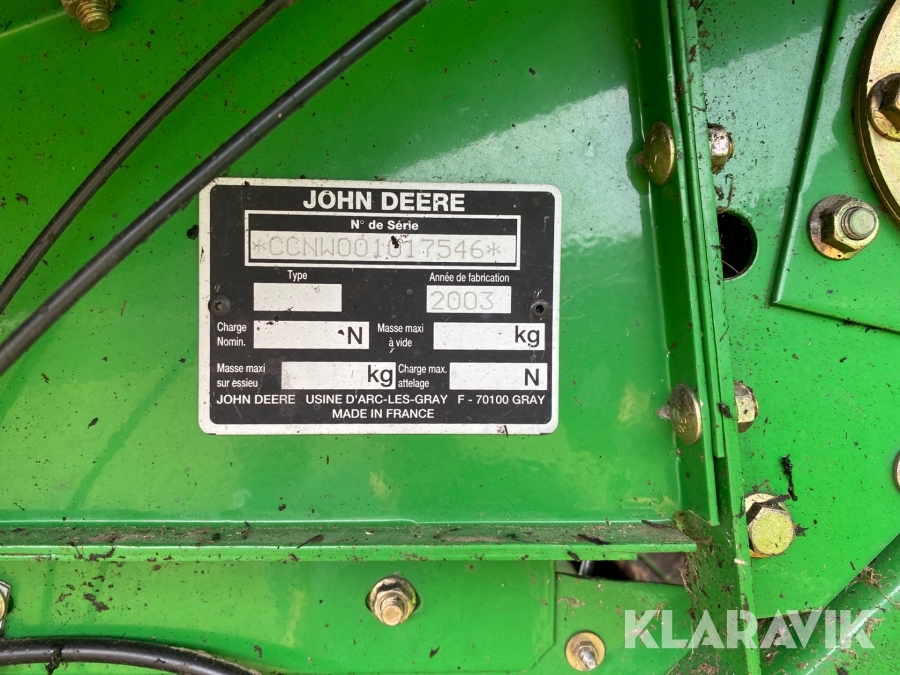 JOHN DEERE
N° de Série
*CCNW001017546*
Type
Année de fabrication
2003
Charge
Nomin.
N
Masse maxi
à vide
kg
Masse maxi
sur essieu
kg
Charge max.
attelage
N
JOHN DEERE USINE D'ARC-LES-GRAY F - 70100 GRAY
MADE IN FRANCE
KLARAVIK